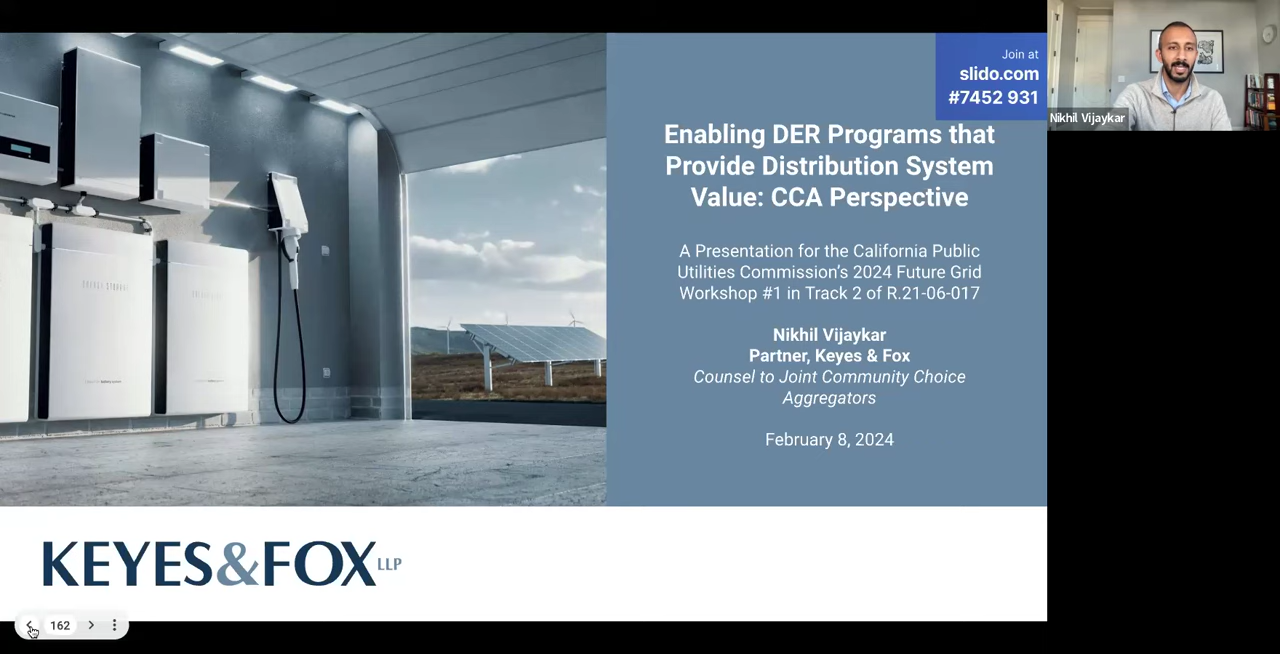 Join at
slido.com
#7452 931
Nikhil Vijaykar
Enabling DER Programs that
Provide Distribution System
Value: CCA Perspective
A Presentation for the California Public
Utilities Commission's 2024 Future Grid
Workshop #1 in Track 2 of R.21-06-017
Nikhil Vijaykar
Partner, Keyes & Fox
Counsel to Joint Community Choice
Aggregators
February 8, 2024
KEYES&FOX LLP
162